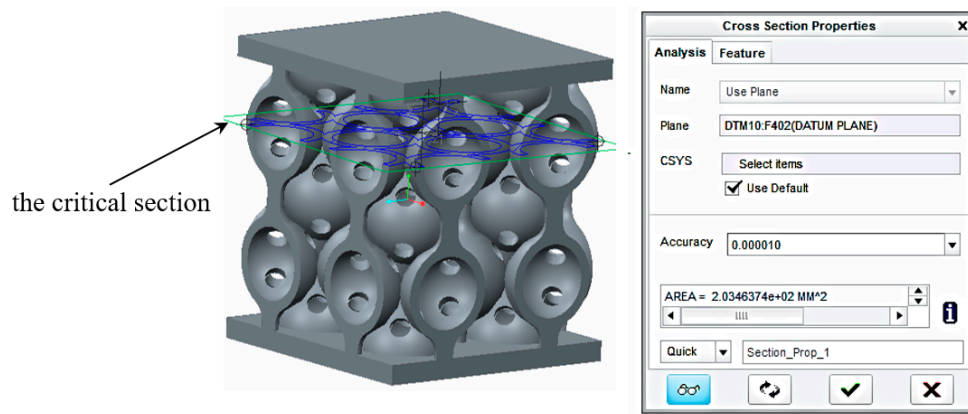 the critical section
Cross Section Properties
Analysis Feature
Name Use Plane
Plane DTM10:F402(DATUM PLANE)
CSYS Select items
Use Default
Accuracy 0.000010
AREA = 2.0346374e+02 MM^2
Quick Section_Prop_1